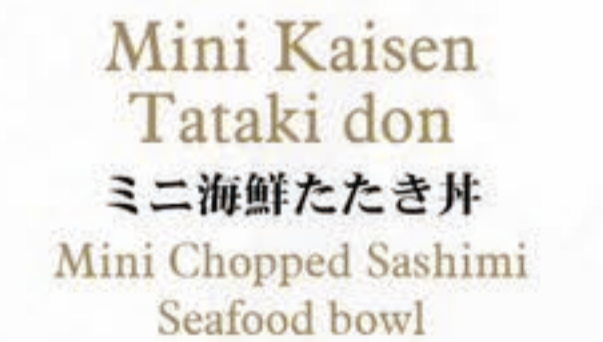 Mini Kaisen
Tataki don
ミニ海鮮たたき丼
Mini Chopped Sashimi
Seafood bowl